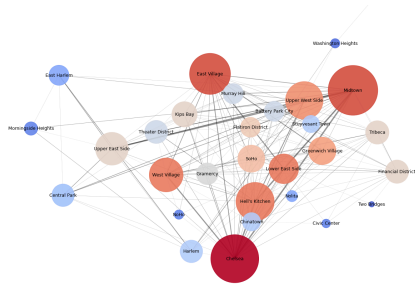 Washington Heights
East Village
East Harlem
Midtown
Murray Hill
Upper West Side
Battery Park City
Kips Bay
Stuyvesant Town
Morningside Heights
Theater District
Flatiron District
Tribeca
Upper East Side
Greenwich Village
SoHo
Lower East Side
Financial District
West Village
Gramercy
Central Park
Nolita
Hell's Kitchen
Two Bridges
NoHo
Chinatown
Civic Center
Harlem
Chelsea